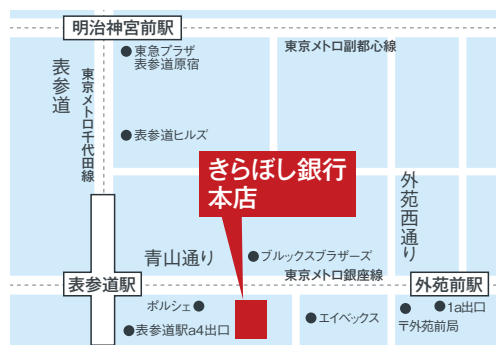 明治神宮前駅
東急プラザ
表参道原宿
東京メトロ副都心線
表参道
東京メトロ千代田線
表参道ヒルズ
きらぼし銀行
本店
外苑西通り
青山通り
ブルックスブラザーズ
東京メトロ銀座線
表参道駅
外苑前駅
ポルシェ
表参道駅a4出口
エイベックス
1a出口
〒外苑前局